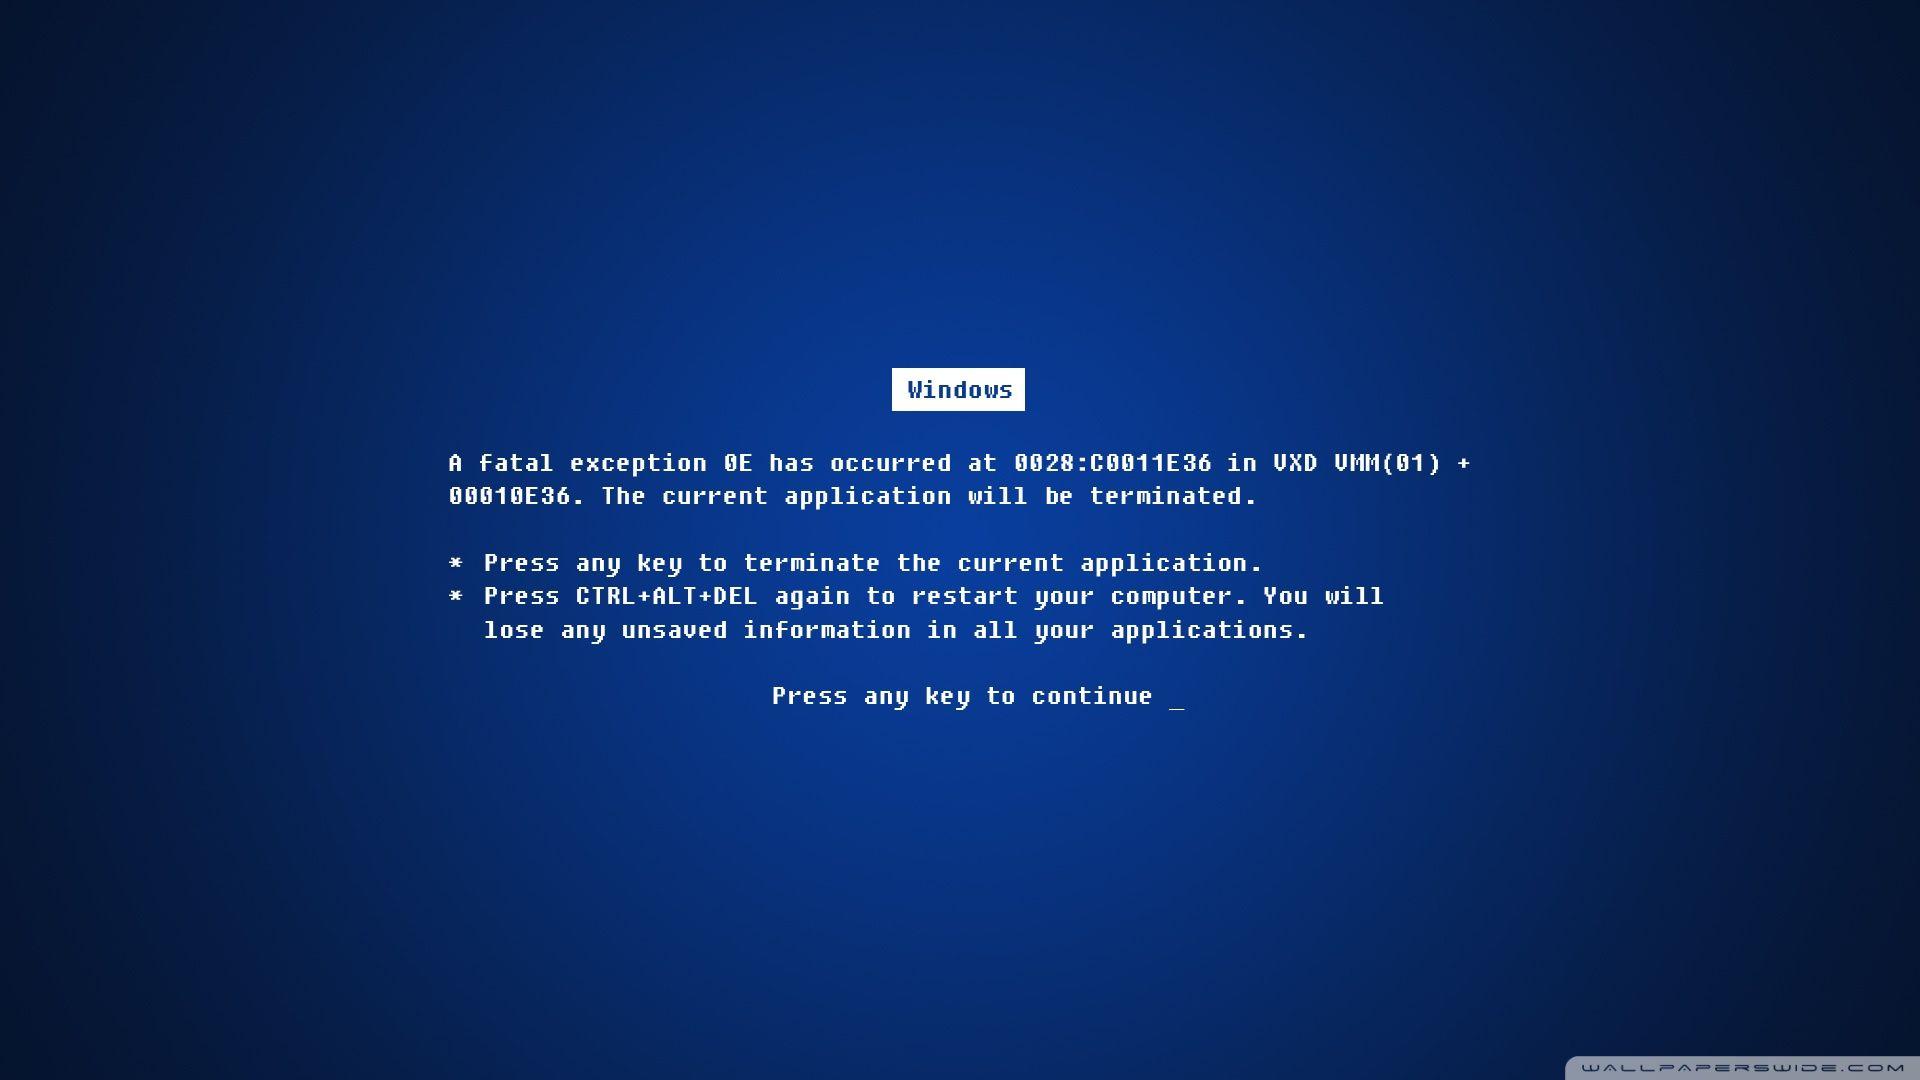 Windows
A fatal exception 0E has occurred at 0028:C0011E36 in VXD VMM(01) +
00010E36. The current application will be terminated.
* Press any key to terminate the current application.
* Press CTRL+ALT+DEL again to restart your computer. You will
lose any unsaved information in all your applications.
Press any key to continue _
WALLPAPERSWIDE.COM